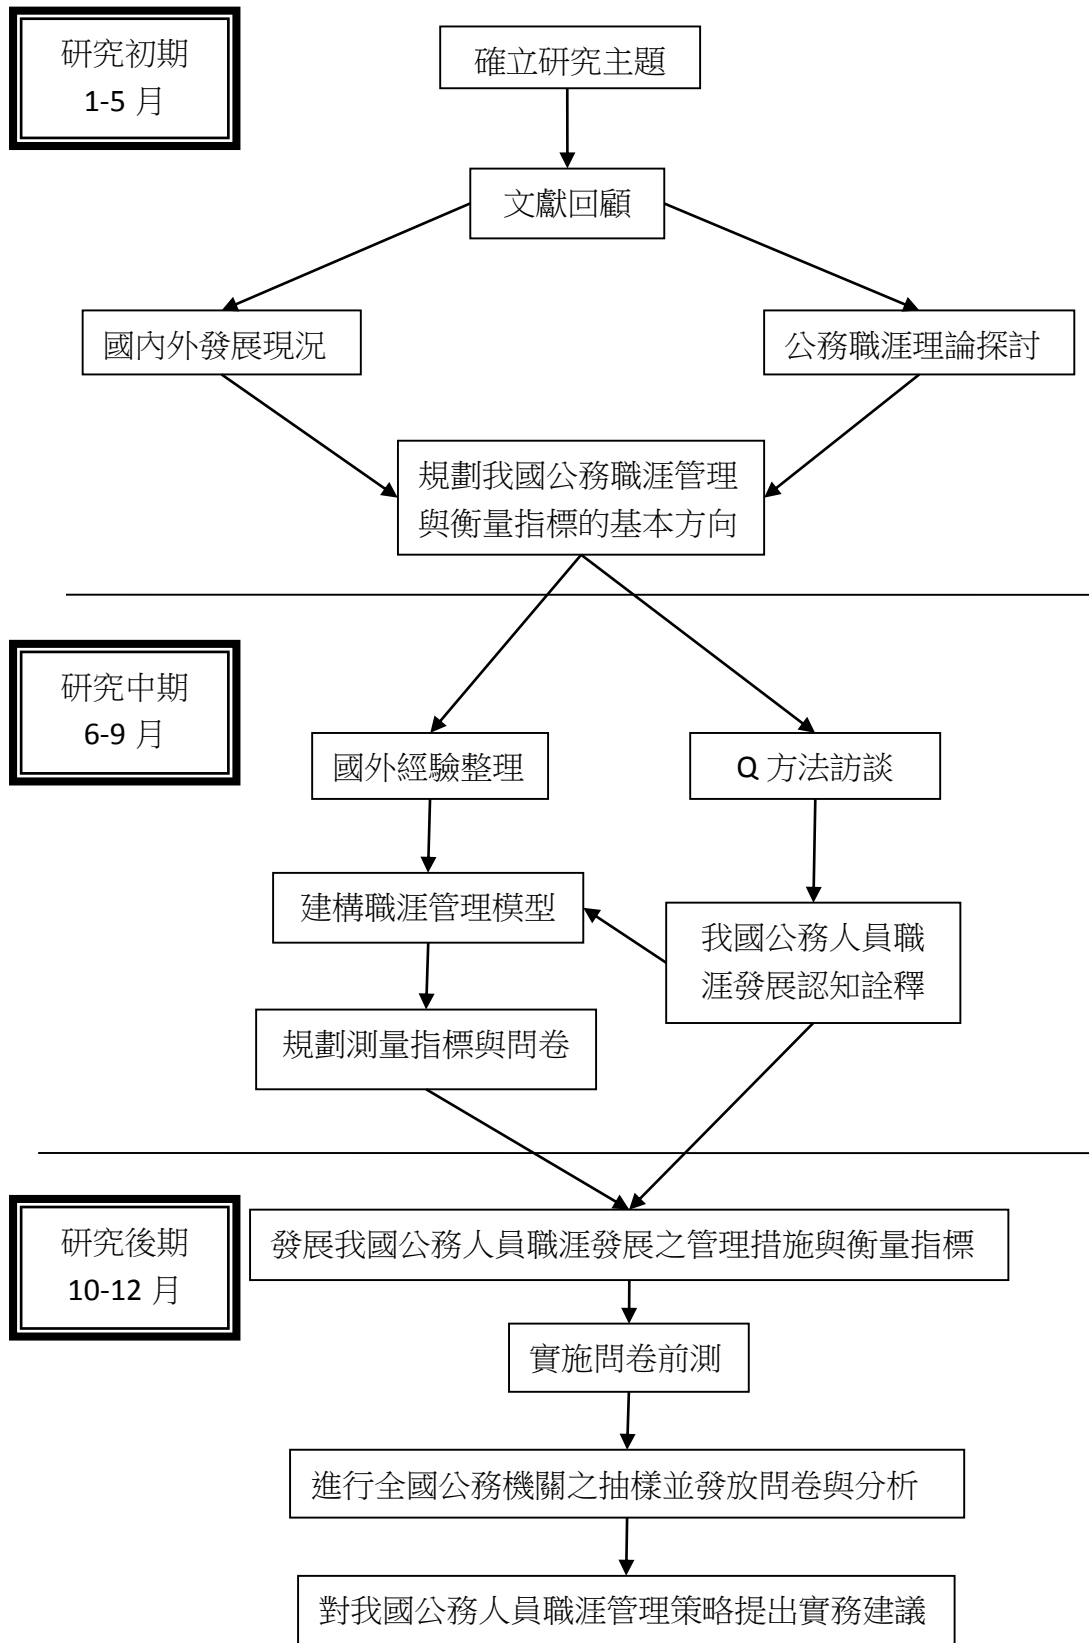 研究初期
1-5 月
確立研究主題
文獻回顧
國內外發展現況
公務職涯理論探討
規劃我國公務職涯管理
與衡量指標的基本方向
研究中期
6-9 月
國外經驗整理
Q 方法訪談
建構職涯管理模型
我國公務人員職
涯發展認知詮釋
規劃測量指標與問卷
研究後期
10-12 月
發展我國公務人員職涯發展之管理措施與衡量指標
實施問卷前測
進行全國公務機關之抽樣並發放問卷與分析
對我國公務人員職涯管理策略提出實務建議